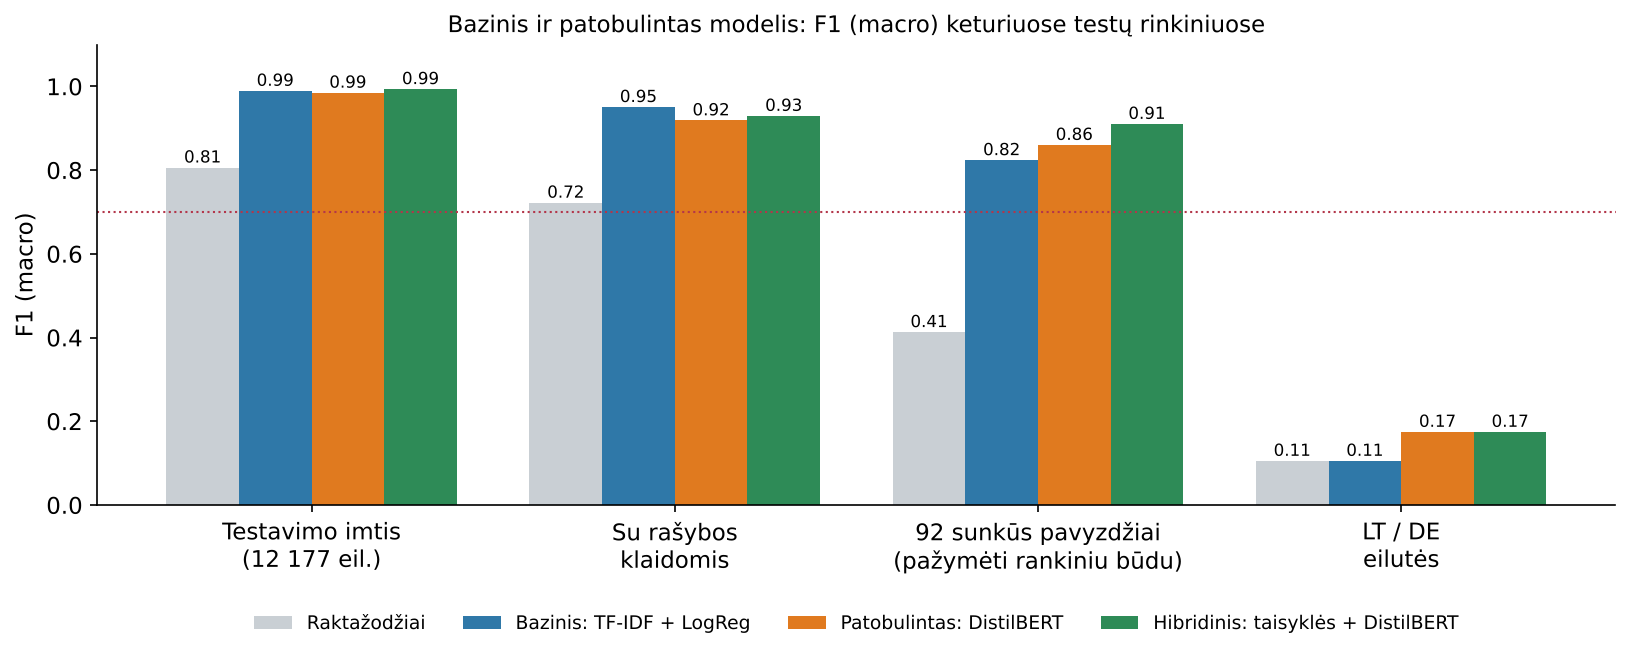 Bazinis ir patobulintas modelis: F1 (macro) keturiuose testų rinkiniuose
F1 (macro)
1.0
0.8
0.6
0.4
0.2
0.0
0.81
0.99
0.99
0.99
0.72
0.95
0.92
0.93
0.41
0.82
0.86
0.91
0.11
0.11
0.17
0.17
Testavimo imtis
(12 177 eil.)
Su rašybos
klaidomis
92 sunkūs pavyzdžiai
(pažymėti rankiniu būdu)
LT / DE
eilutės
Raktažodžiai
Bazinis: TF-IDF + LogReg
Patobulintas: DistilBERT
Hibridinis: taisyklės + DistilBERT